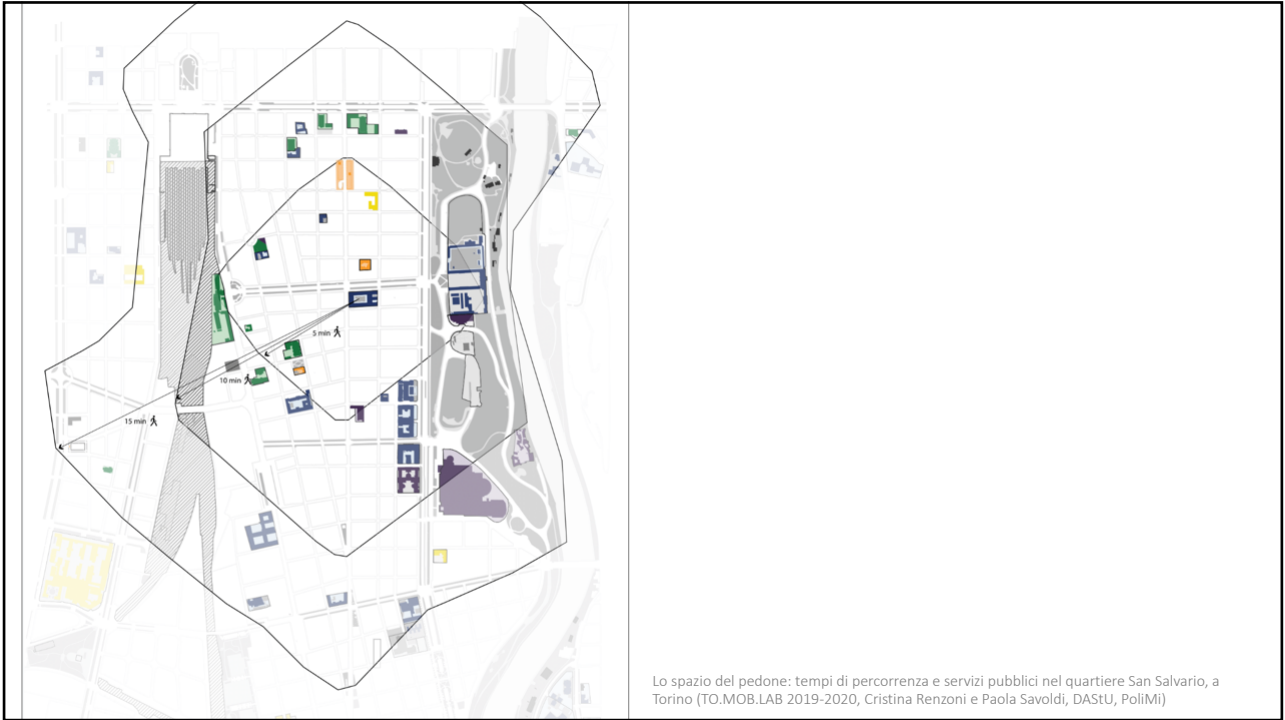 5 min
10 min
15 min
Lo spazio del pedone: tempi di percorrenza e servizi pubblici nel quartiere San Salvario, a
Torino (TO.MOB.LAB 2019-2020, Cristina Renzoni e Paola Savoldi, DAStU, PoliMi)